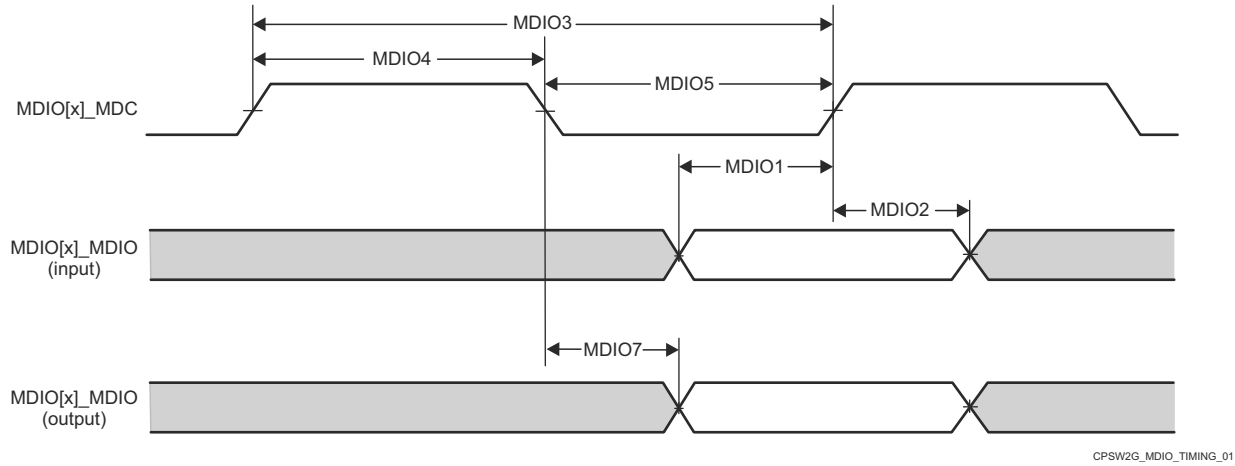 MDIO3
MDIO4
MDIO5
MDIO[x]_MDC
MDIO1
MDIO2
MDIO[x]_MDIO
(input)
MDIO7
MDIO[x]_MDIO
(output)
CPSW2G_MDIO_TIMING_01